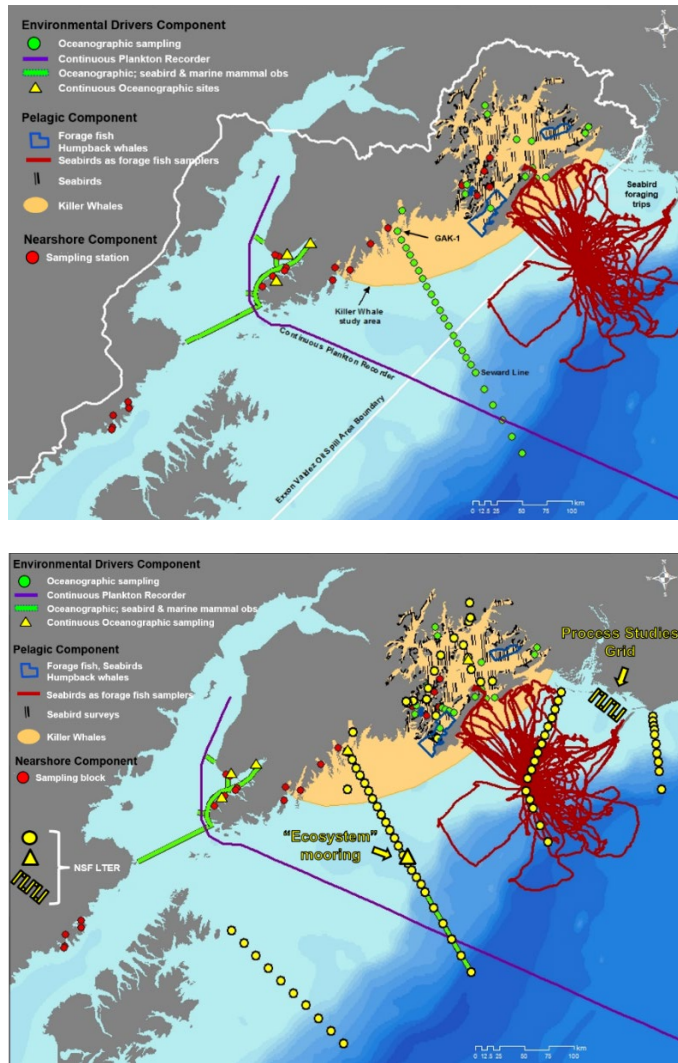 Environmental Drivers Component
Oceanographic sampling
Continuous Plankton Recorder
Oceanographic; seabird & marine mammal obs
Continuous Oceanographic sites
Pelagic Component
Forage fish
Humpback whales
Seabirds as forage fish samplers
Seabirds
Killer Whales
Nearshore Component
Sampling station
Seabird
foraging
trips
GAK-1
Killer Whale
study area
Continuous Plankton Recorder
Seward Line
Exxon Valdez Oil Spill Area Boundary
0 12.5 25 50 75 100
km
Environmental Drivers Component
Oceanographic sampling
Continuous Plankton Recorder
Oceanographic; seabird & marine mammal obs
Continuous Oceanographic sampling
Pelagic Component
Forage fish, Seabirds
Humpback whales
Seabirds as forage fish samplers
Seabird surveys
Killer Whales
Nearshore Component
Sampling block
NSF LTER
Process Studies
Grid
"Ecosystem"
mooring
0 12.5 25 50 75 100
km